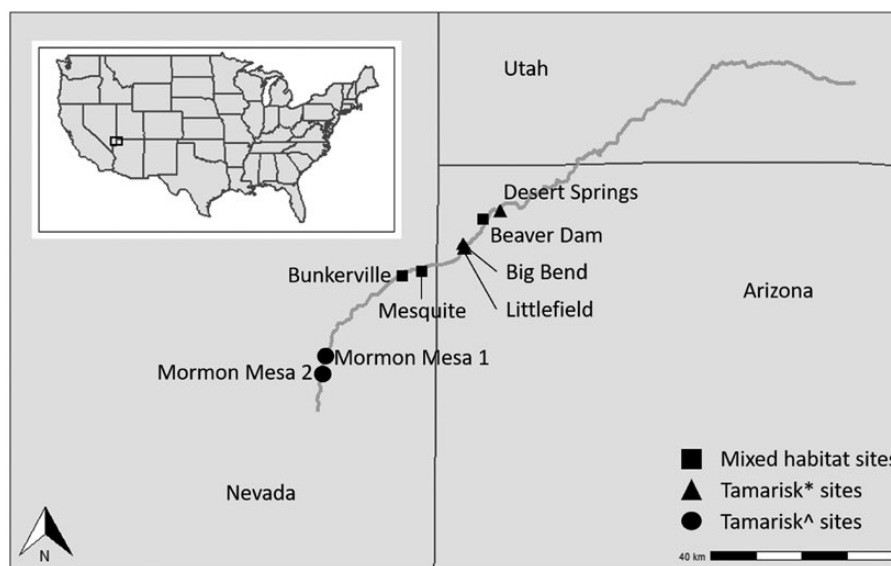 Utah
Desert Springs
Beaver Dam
Big Bend
Bunkerville
Arizona
Mesquite
Littlefield
Mormon Mesa 1
Mormon Mesa 2
Mixed habitat sites
Nevada
Tamarisk* sites
Tamarisk^ sites
N
40 km